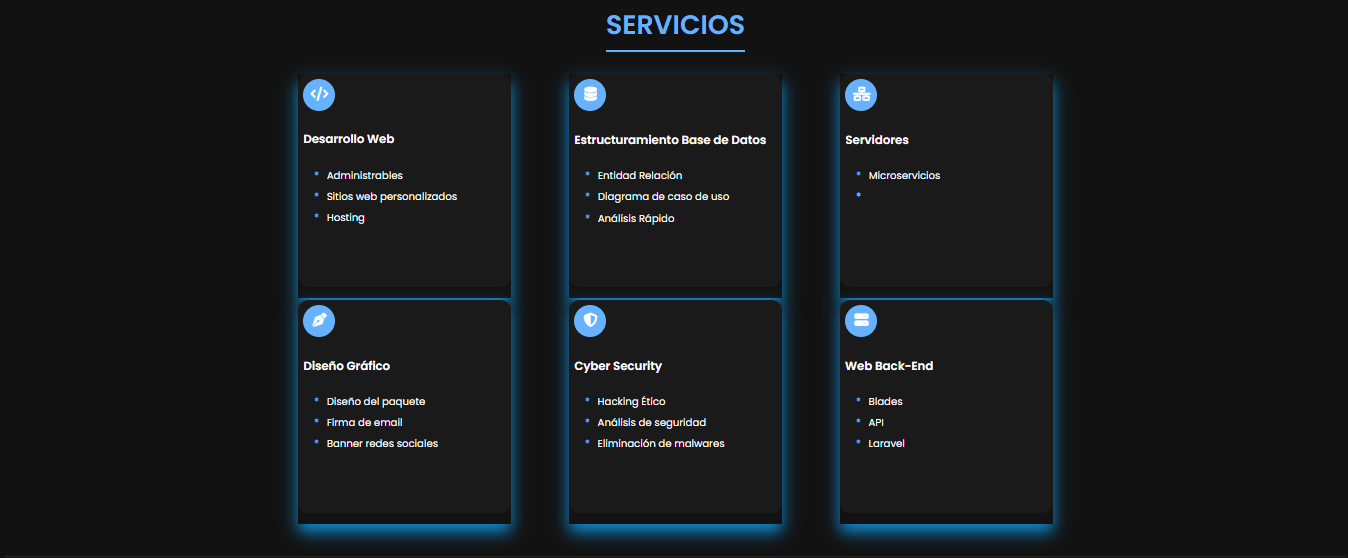 SERVICIOS
Desarrollo Web
* Administrables
* Sitios web personalizados
* Hosting
Estructuramiento Base de Datos
* Entidad Relación
* Diagrama de caso de uso
* Análisis Rápido
Servidores
* Microservicios
*
Diseño Gráfico
* Diseño del paquete
* Firma de email
* Banner redes sociales
Cyber Security
* Hacking Ético
* Análisis de seguridad
* Eliminación de malwares
Web Back-End
* Blades
* API
* Laravel